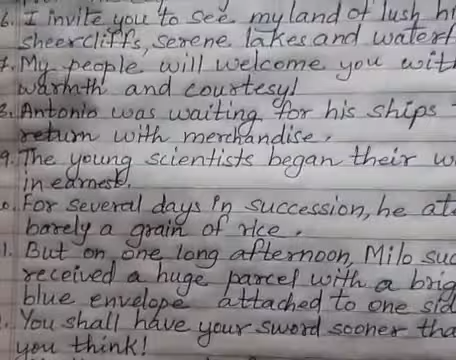 6. I invite you to see my land of lush
sheer cliffs, serene lakes and
7. My people will welcome you
warmth and courtesy!
8. Antonio was waiting for his ships
return with merchandise.
9. The young scientists began their
in earnest.
For several days in succession, he
barely a grain of rice.
1. But on one long afternoon, Milo
received a huge parcel with a
blue envelope attached to one
You shall have your sword sooner
you think!